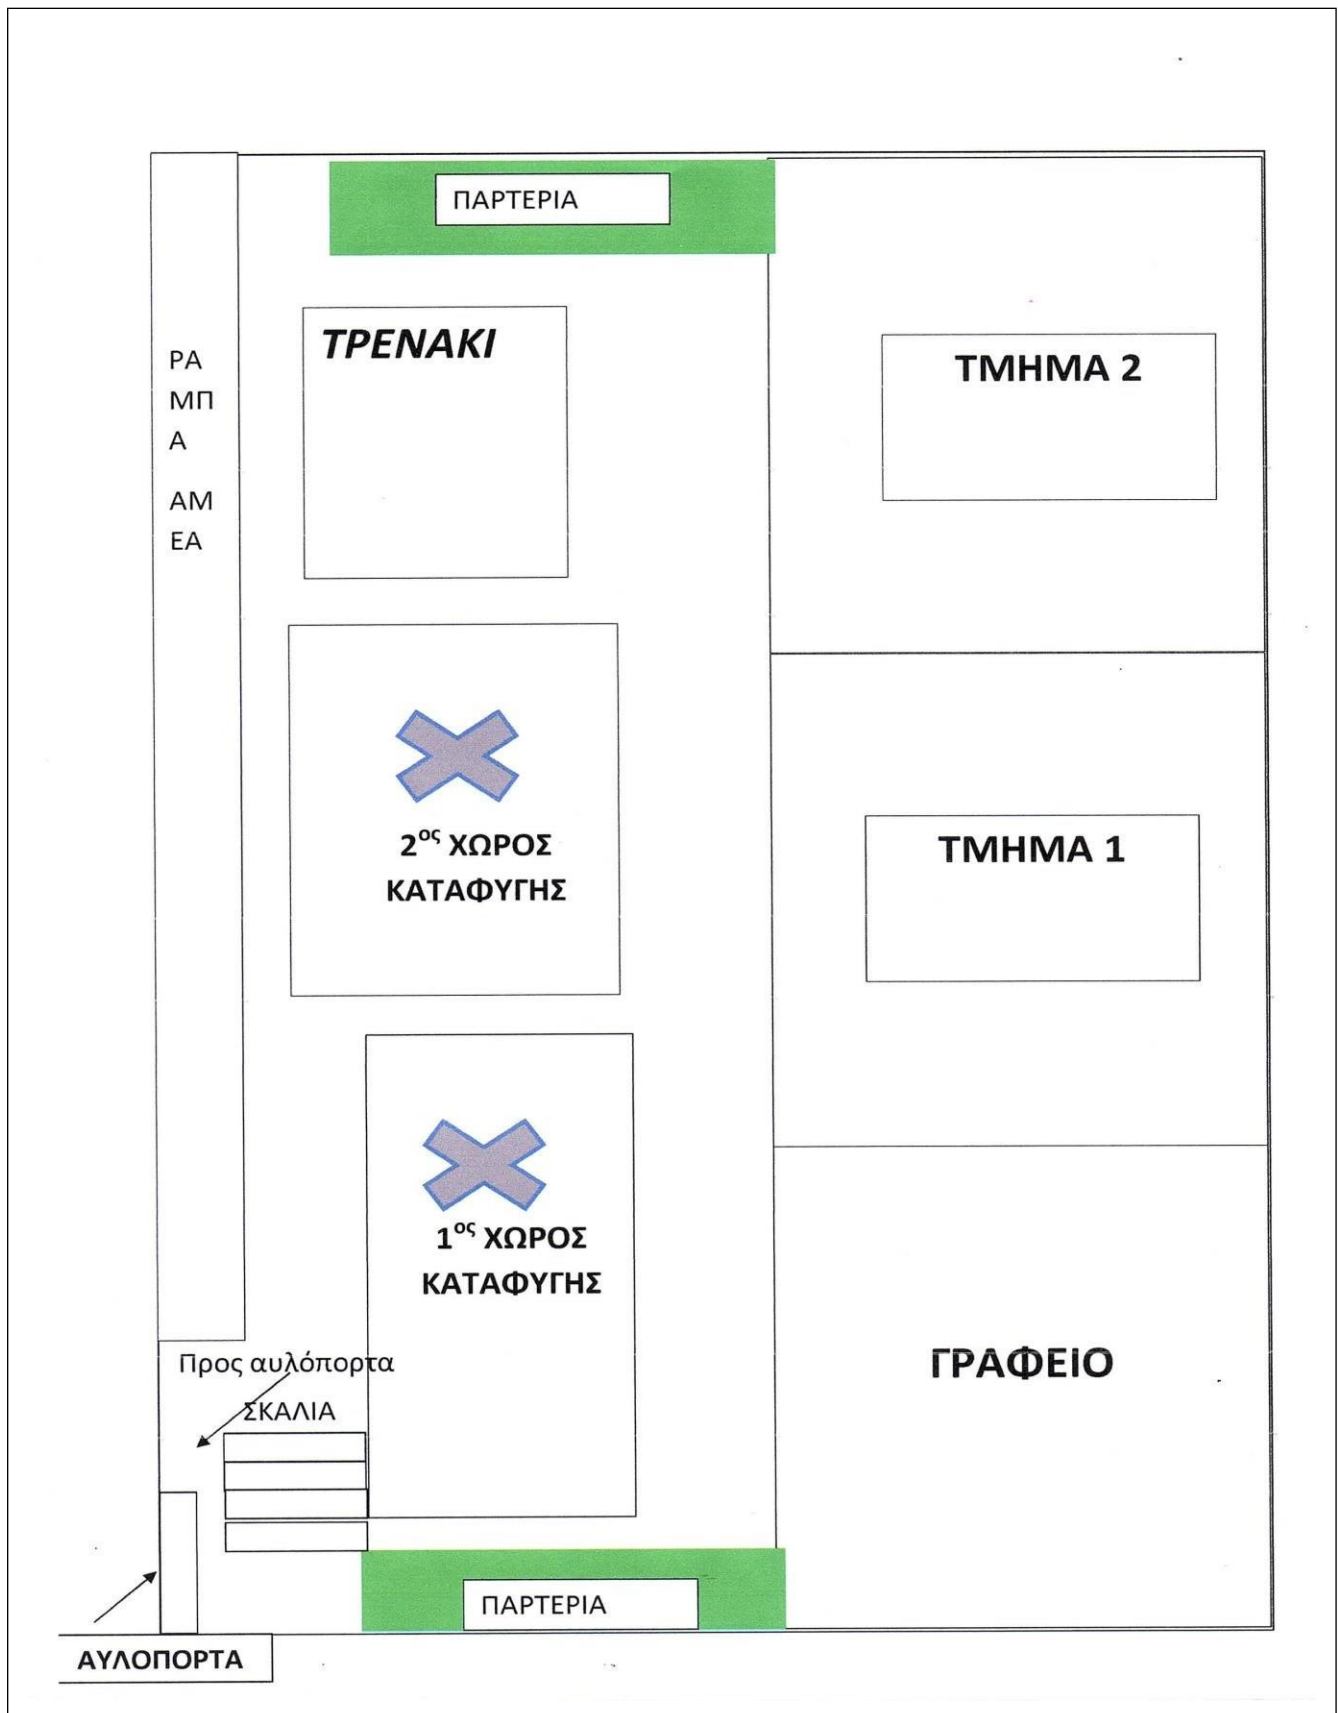 ΠΑΡΤΕΡΙΑ
ΤΡΕΝΑΚΙ
ΤΜΗΜΑ 2
ΡΑ
ΜΠ
Α
ΑΜ
ΕΑ
2ος ΧΩΡΟΣ
ΚΑΤΑΦΥΓΗΣ
ΤΜΗΜΑ 1
1ος ΧΩΡΟΣ
ΚΑΤΑΦΥΓΗΣ
ΓΡΑΦΕΙΟ
Προς αυλόπορτα
ΣΚΑΛΙΑ
ΠΑΡΤΕΡΙΑ
ΑΥΛΟΠΟΡΤΑ